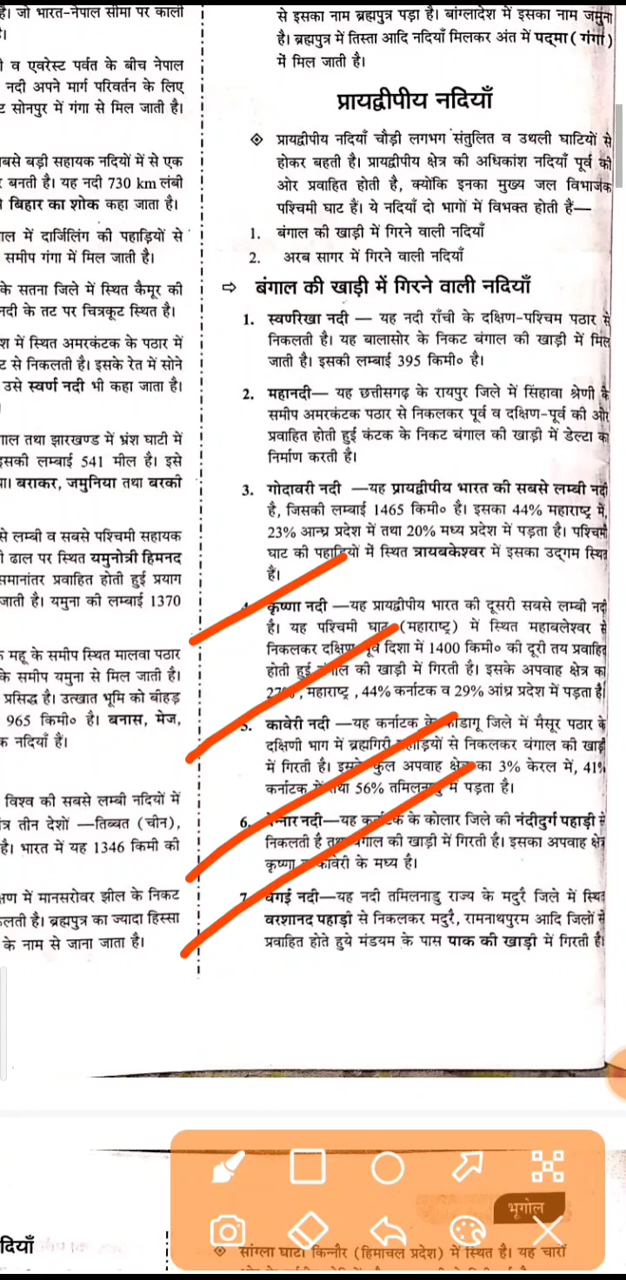 है। जो भारत-नेपाल सीमा पर काली
है।
व एवरेस्ट पर्वत के बीच नेपाल
नदी अपने मार्ग परिवर्तन के लिए
सोनपुर में गंगा से मिल जाती है।
बसे बड़ी सहायक नदियों में से एक
बनती है। यह नदी 730 km लंबी
बिहार का शोक कहा जाता है।
ाल में दार्जिलिंग की पहाड़ियों से
समीप गंगा में मिल जाती है।
के सतना जिले में स्थित कैमूर की
नदी के तट पर चित्रकूट स्थित है।
श में स्थित अमरकंटक के पठार में
ट से निकलती है। इसके रेत में सोने
उसे स्वर्ण नदी भी कहा जाता है।
गाल तथा झारखण्ड में भ्रंश घाटी में
इसकी लम्बाई 541 मील है। इसे
ा। बराकर, जमुनिया तथा बरकी
से लम्बी व सबसे पश्चिमी सहायक
ढाल पर स्थित यमुनोत्री हिमनद
समानांतर प्रवाहित होती हुई प्रयाग
जाती है। यमुना की लम्बाई 1370
महू के समीप स्थित मालवा पठार
के समीप यमुना से मिल जाती है।
प्रसिद्ध है। उत्खात भूमि को बीहड़
965 किमी० है। बनास, मेज,
क नदियाँ हैं।
विश्व की सबसे लम्बी नदियों में
त्र तीन देशों —तिब्बत (चीन),
है। भारत में यह 1346 किमी की
क्षण में मानसरोवर झील के निकट
लती है। ब्रह्मपुत्र का ज्यादा हिस्सा
के नाम से जाना जाता है।
से इसका नाम ब्रह्मपुत्र पड़ा है। बांग्लादेश में इसका नाम जमुना
है। ब्रह्मपुत्र में तिस्ता आदि नदियाँ मिलकर अंत में पद्मा ( गंगा )
में मिल जाती है।
प्रायद्वीपीय नदियाँ
प्रायद्वीपीय नदियाँ चौड़ी लगभग संतुलित व उथली घाटियों से
होकर बहती है। प्रायद्वीपीय क्षेत्र की अधिकांश नदियाँ पूर्व की
ओर प्रवाहित होती है, क्योंकि इनका मुख्य जल विभाजक
पश्चिमी घाट हैं। ये नदियाँ दो भागों में विभक्त होती हैं—
1. बंगाल की खाड़ी में गिरने वाली नदियाँ
2. अरब सागर में गिरने वाली नदियाँ
⇨ बंगाल की खाड़ी में गिरने वाली नदियाँ
1. स्वर्णरेखा नदी — यह नदी राँची के दक्षिण-पश्चिम पठार से
निकलती है। यह बालासोर के निकट बंगाल की खाड़ी में मिल
जाती है। इसकी लम्बाई 395 किमी० है।
2. महानदी— यह छत्तीसगढ़ के रायपुर जिले में सिंहावा श्रेणी के
समीप अमरकंटक पठार से निकलकर पूर्व व दक्षिण-पूर्व की ओर
प्रवाहित होती हुई कंटक के निकट बंगाल की खाड़ी में डेल्टा का
निर्माण करती है।
3. गोदावरी नदी —यह प्रायद्वीपीय भारत की सबसे लम्बी नदी
है, जिसकी लम्बाई 1465 किमी० है। इसका 44% महाराष्ट्र में,
23% आन्ध्र प्रदेश में तथा 20% मध्य प्रदेश में पड़ता है। पश्चिमी
घाट की पहाड़ियों में स्थित त्रायबकेश्वर में इसका उद्गम स्थित
हैं।
4. कृष्णा नदी —यह प्रायद्वीपीय भारत की दूसरी सबसे लम्बी नदी
है। यह पश्चिमी घाट (महाराष्ट्र) में स्थित महाबलेश्वर से
निकलकर दक्षिण पूर्व दिशा में 1400 किमी० की दूरी तय प्रवाहित
होती हुई बंगाल की खाड़ी में गिरती है। इसके अपवाह क्षेत्र का
27%, महाराष्ट्र , 44% कर्नाटक व 29% आंध्र प्रदेश में पड़ता है।
5. कावेरी नदी —यह कर्नाटक के कोडागू जिले में मैसूर पठार के
दक्षिणी भाग में ब्रह्मगिरी पहाड़ियों से निकलकर बंगाल की खाड़ी
में गिरती है। इसके कुल अपवाह क्षेत्र का 3% केरल में, 41%
कर्नाटक में तथा 56% तमिलनाडु में पड़ता है।
6. पेन्नार नदी—यह कर्नाटक के कोलार जिले की नंदीदुर्ग पहाड़ी से
निकलती है तथा बंगाल की खाड़ी में गिरती है। इसका अपवाह क्षेत्र
कृष्णा व कावेरी के मध्य है।
7. वैगई नदी—यह नदी तमिलनाडु राज्य के मदुरै जिले में स्थित
वरशानद पहाड़ी से निकलकर मदुरै, रामनाथपुरम आदि जिलों से
प्रवाहित होते हुये मंडयम के पास पाक की खाड़ी में गिरती है।
भूगोल
दियाँ
सांग्ला घाटी किन्नौर (हिमाचल प्रदेश) में स्थित है। यह चारों